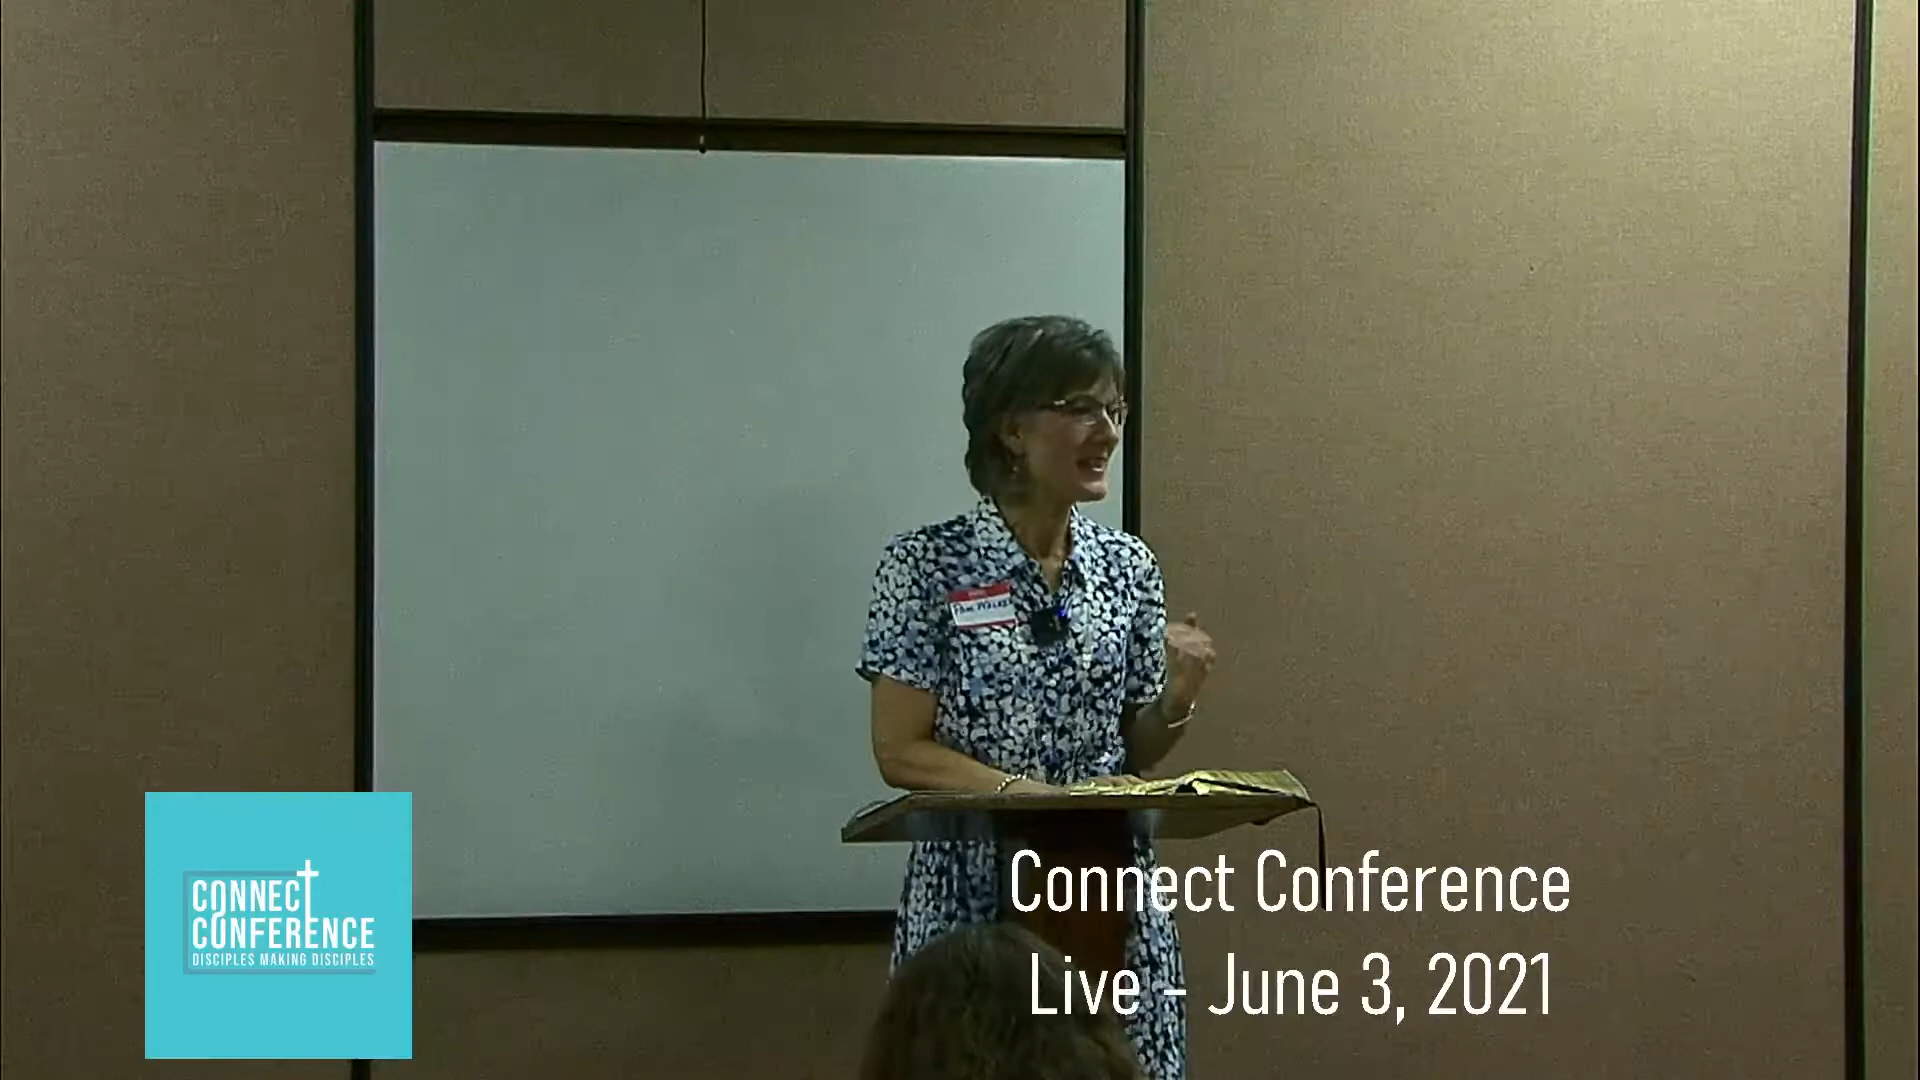 CONNECT
CONFERENCE
DISCIPLES MAKING DISCIPLES
Connect Conference
Live - June 3, 2021